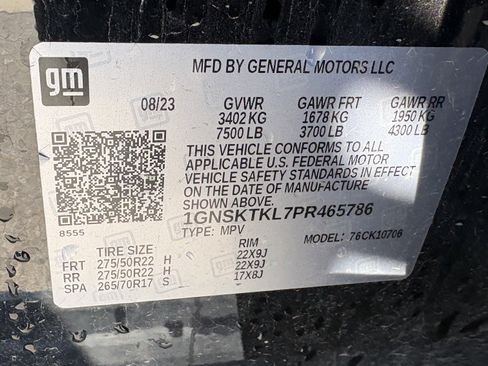 gm
MFD BY GENERAL MOTORS LLC
08/23 GVWR GAWR FRT GAWR RR
3402 KG 1678 KG 1950 KG
7500 LB 3700 LB 4300 LB
THIS VEHICLE CONFORMS TO ALL
APPLICABLE U.S. FEDERAL MOTOR
VEHICLE SAFETY STANDARDS IN EFFECT
ON THE DATE OF MANUFACTURE
SHOWN ABOVE.
1GNSKTKL7PR465786
8555 TYPE: MPV MODEL: 76CK10706
TIRE SIZE RIM
FRT 275/50R22 H 22X9J
RR 275/50R22 H 22X9J
SPA 265/70R17 S 17X8J